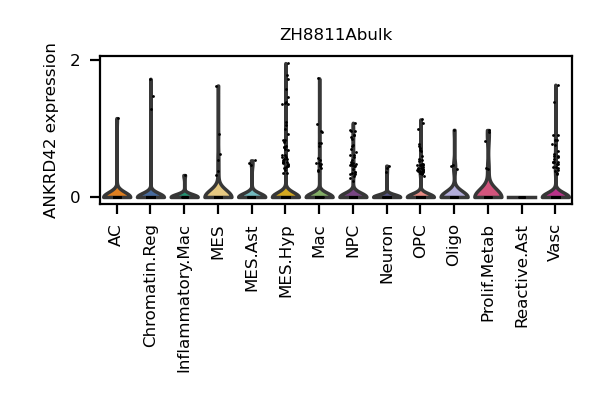 ZH8811Abulk
ANKRD42 expression
2
0
AC
Chromatin.Reg
Inflammatory.Mac
MES
MES.Ast
MES.Hyp
Mac
NPC
Neuron
OPC
Oligo
Prolif.Metab
Reactive.Ast
Vasc